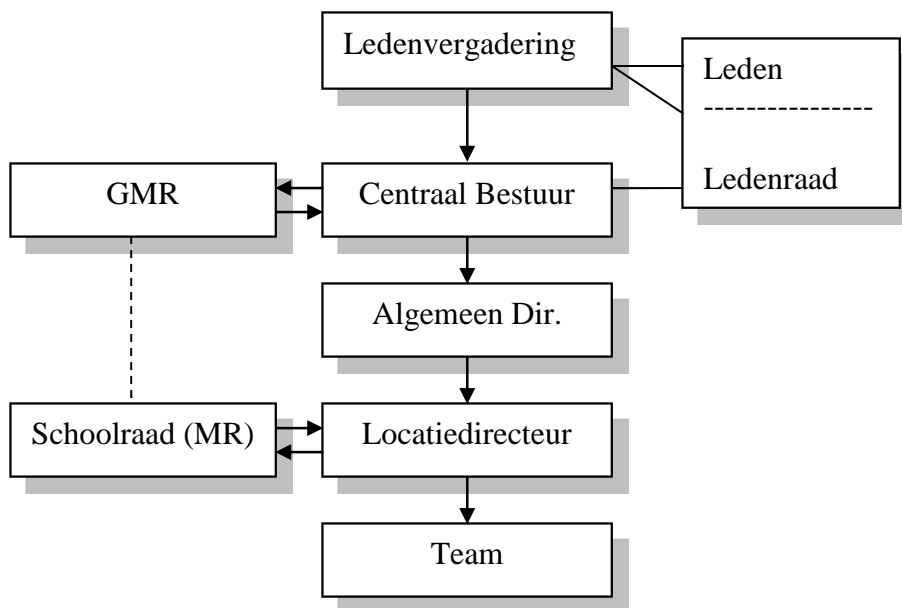 Ledenvergadering
Leden
----------------
Ledenraad
GMR
Centraal Bestuur
Algemeen Dir.
Schoolraad (MR)
Locatiedirecteur
Team